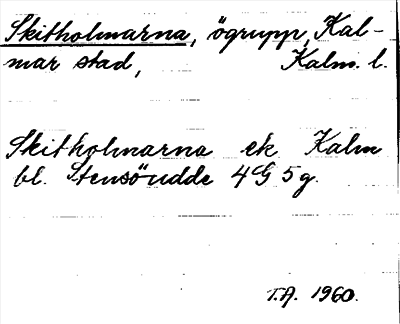 Skitholmarna, ögrupp, Kal-
mar stad, Kalm. l.
Skitholmarna ek Kalm
bl. Stensöudde 4G 5g.
T.A. 1960.